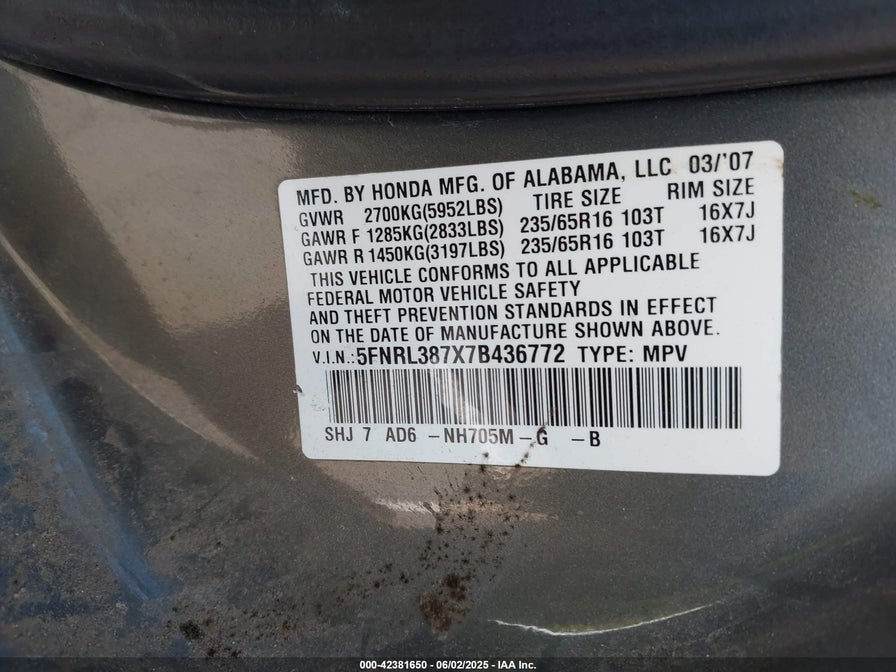 MFD. BY HONDA MFG. OF ALABAMA, LLC 03/'07
GVWR 2700KG(5952LBS) TIRE SIZE RIM SIZE
GAWR F 1285KG(2833LBS) 235/65R16 103T 16X7J
GAWR R 1450KG(3197LBS) 235/65R16 103T 16X7J
THIS VEHICLE CONFORMS TO ALL APPLICABLE
FEDERAL MOTOR VEHICLE SAFETY
AND THEFT PREVENTION STANDARDS IN EFFECT
ON THE DATE OF MANUFACTURE SHOWN ABOVE.
V.I.N.:5FNRL387X7B436772 TYPE: MPV
SHJ 7 AD6 -NH705M-G -B
000-42381650 - 06/02/2025 - IAA Inc.